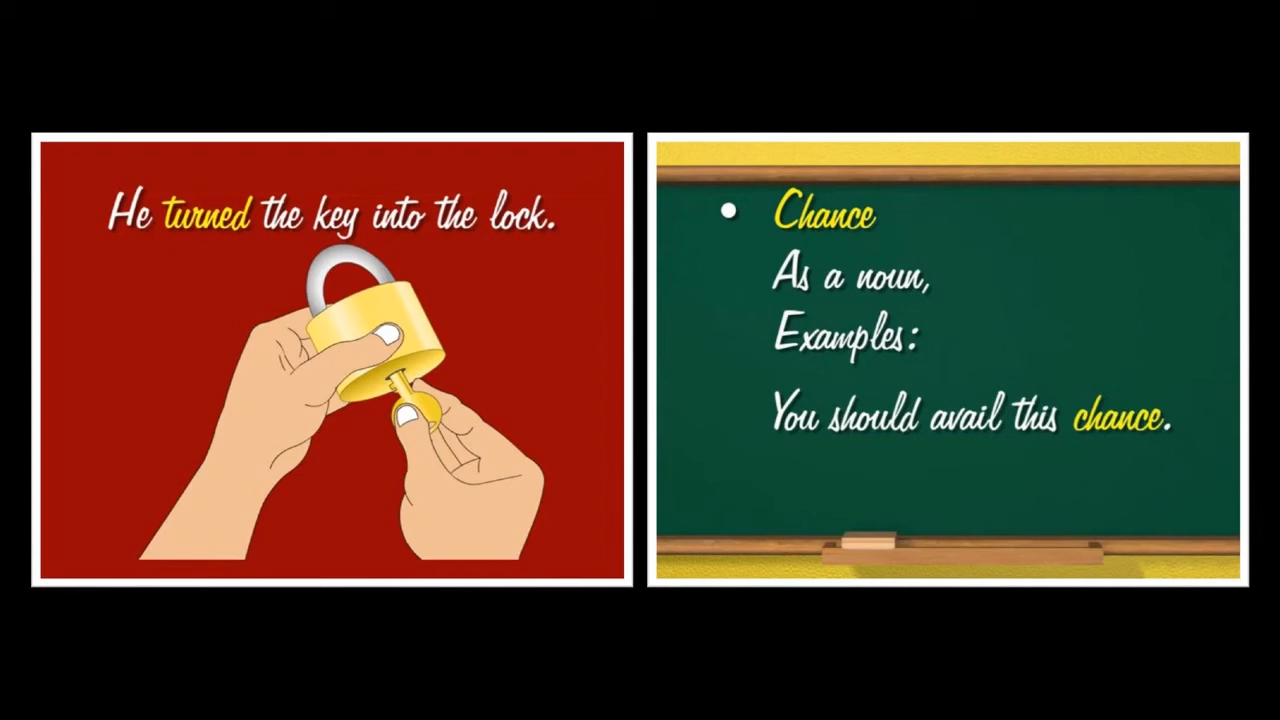 He turned the key into the lock.
Chance
As a noun,
Examples:
You should avail this chance.